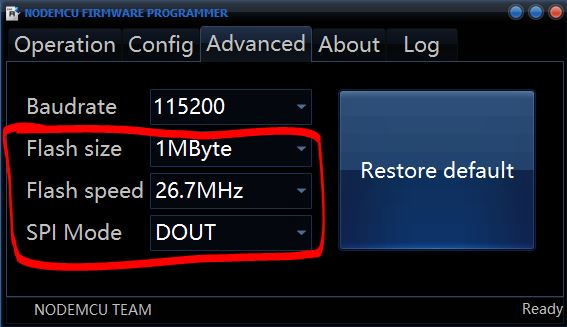 NODEMCU FIRMWARE PROGRAMMER
Operation Config Advanced About Log
Baudrate 115200
Flash size 1MByte
Flash speed 26.7MHz
SPI Mode DOUT
Restore default
NODEMCU TEAM Ready